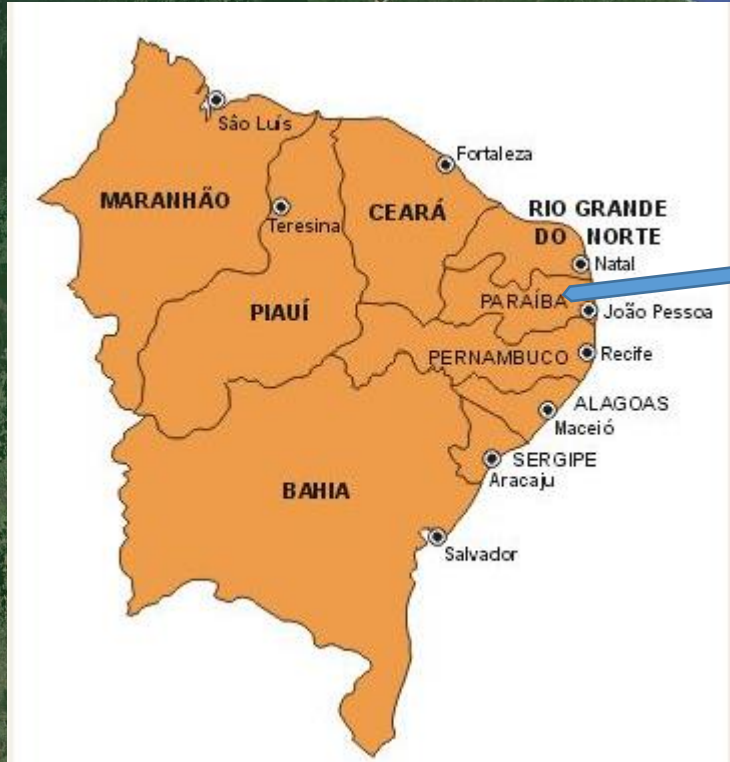 São Luís
Fortaleza
MARANHÃO
Teresina
CEARÁ
RIO GRANDE
DO NORTE
Natal
PIAUÍ
PARAÍBA
João Pessoa
PERNAMBUCO
Recife
ALAGOAS
Maceió
SERGIPE
Aracaju
BAHIA
Salvador